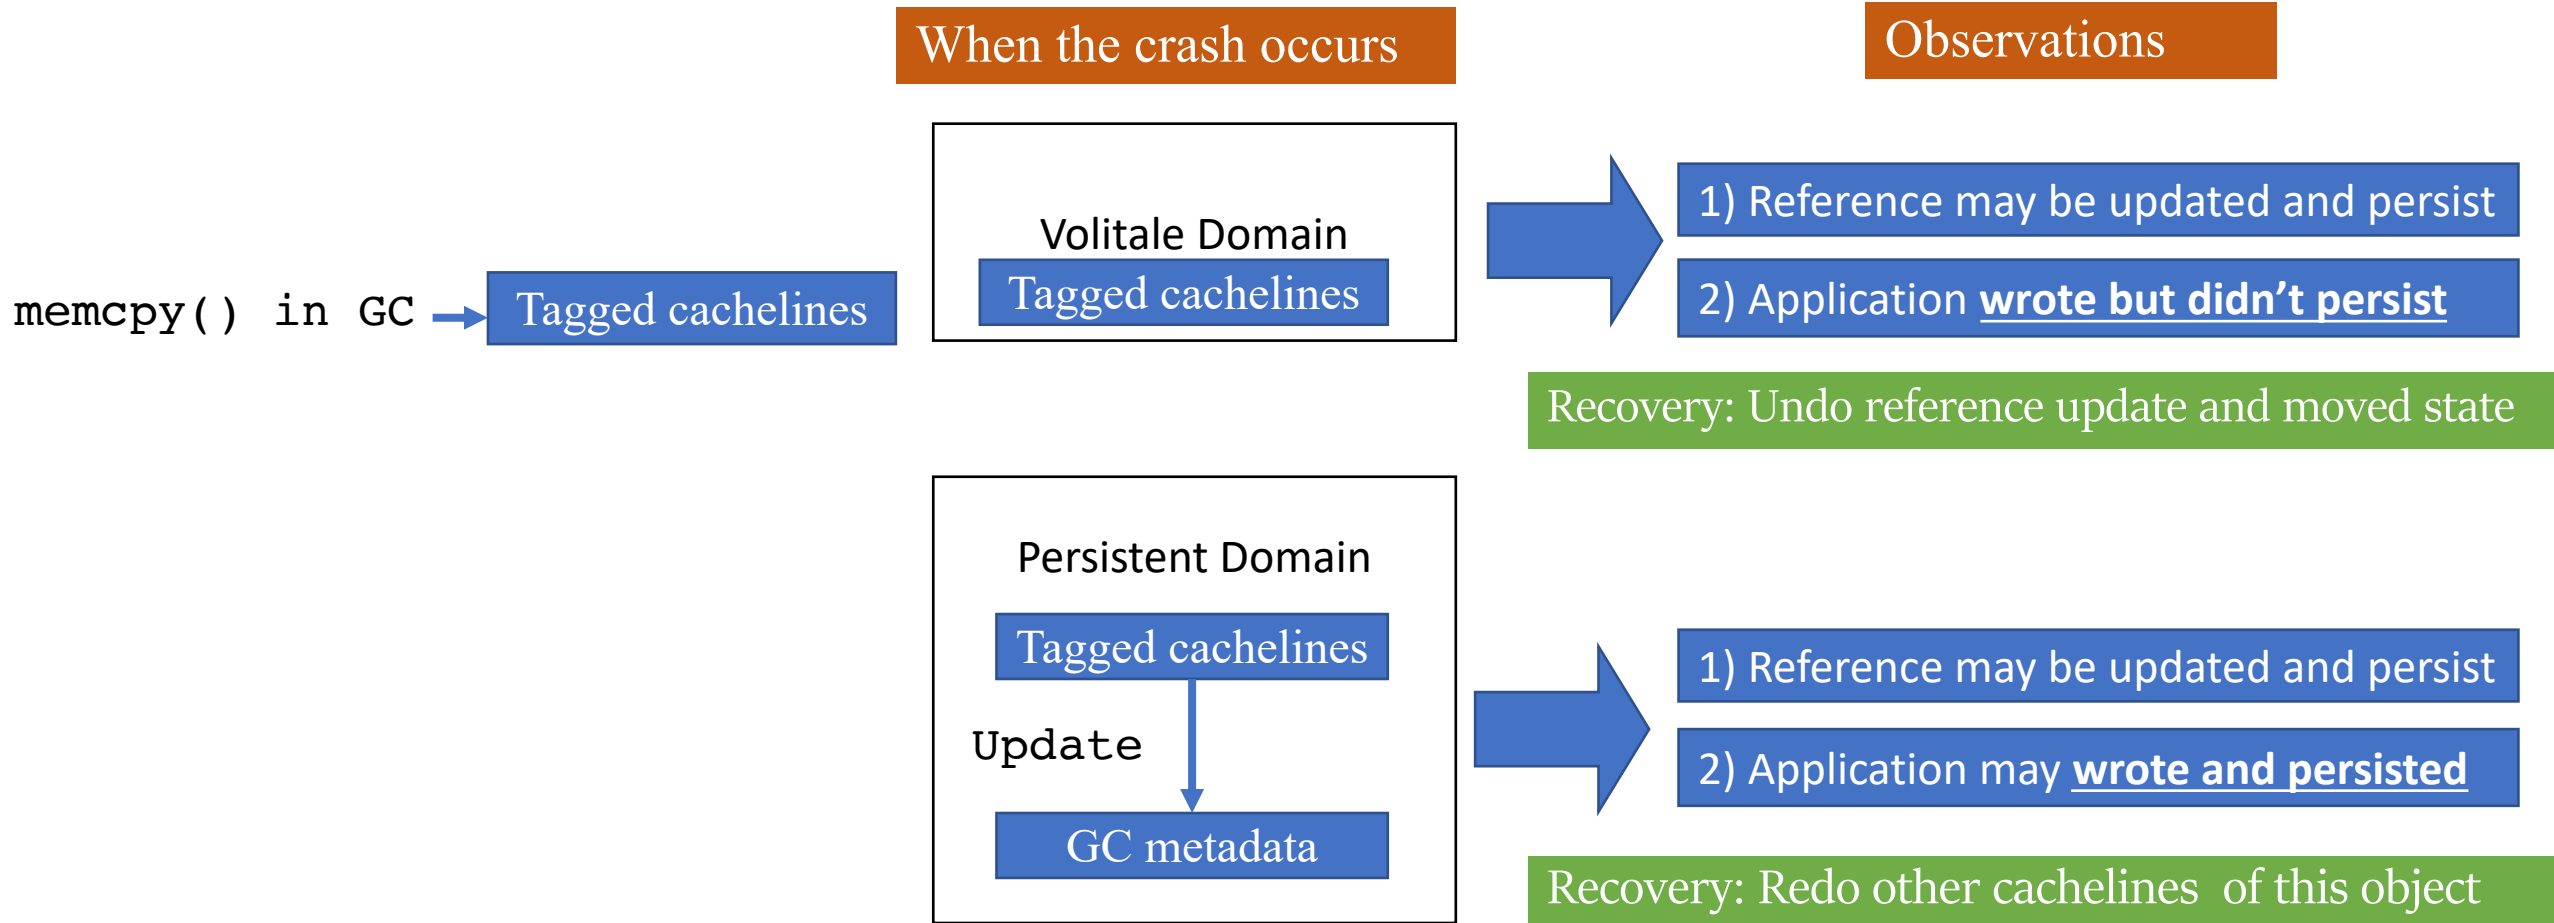 When the crash occurs
Observations
Volitale Domain
Tagged cachelines
1) Reference may be updated and persist
2) Application wrote but didn’t persist
memcpy() in GC
Tagged cachelines
Recovery: Undo reference update and moved state
Persistent Domain
Tagged cachelines
Update
GC metadata
1) Reference may be updated and persist
2) Application may wrote and persisted
Recovery: Redo other cachelines of this object